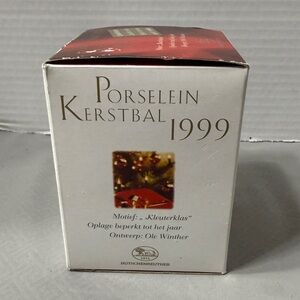 PORSELEIN
KERSTBAL 1999
Motief: „ Kleuterklas"
Oplage beperkt tot het jaar
Ontwerp: Ole Winther
HUTSCHENREUTHER